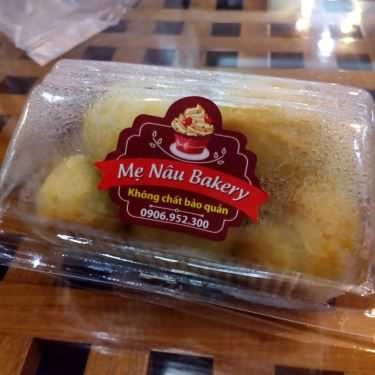 Mẹ Nâu Bakery
Không chất bảo quản
0906.952.300